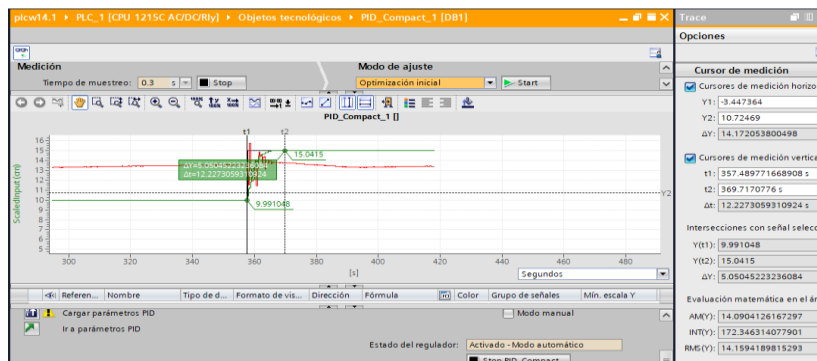 plcw14.1 ▸ PLC_1 [CPU 1215C AC/DC/Rly] ▸ Objetos tecnológicos ▸ PID_Compact_1 [DB1]
Trace
Opciones
Medición
Modo de ajuste
Tiempo de muestreo: 0.3 s Stop
Optimización inicial Start
PID_Compact_1 []
t1 t2
ScaledInput (cm)
16
15
14
13
12
11
10
9
8
7
6
5
15.0415
ΔY=5.05045223236084
Δt=12.2273059310924
9.991048
Y2
300 320 340 360 380 400 420 440 460 480
[s]
Segundos
Referen... Nombre Tipo de d... Formato de vis... Dirección Fórmula Color Grupo de señales Mín. escala Y
Cargar parámetros PID
Modo manual
Ir a parámetros PID
Estado del regulador: Activado - Modo automático
Stop PID_Compact
Cursor de medición
Cursores de medición horizo
Y1: -3.447364
Y2: 10.72469
ΔY: 14.172053800498
Cursores de medición vertica
t1: 357.489771668908 s
t2: 369.7170776 s
Δt: 12.2273059310924 s
Intersecciones con señal selecc
Y(t1): 9.991048
Y(t2): 15.0415
ΔY: 5.05045223236084
Evaluación matemática en el ár
AM(Y): 14.0904126167297
INT(Y): 172.346314077901
RMS(Y): 14.1594189815293